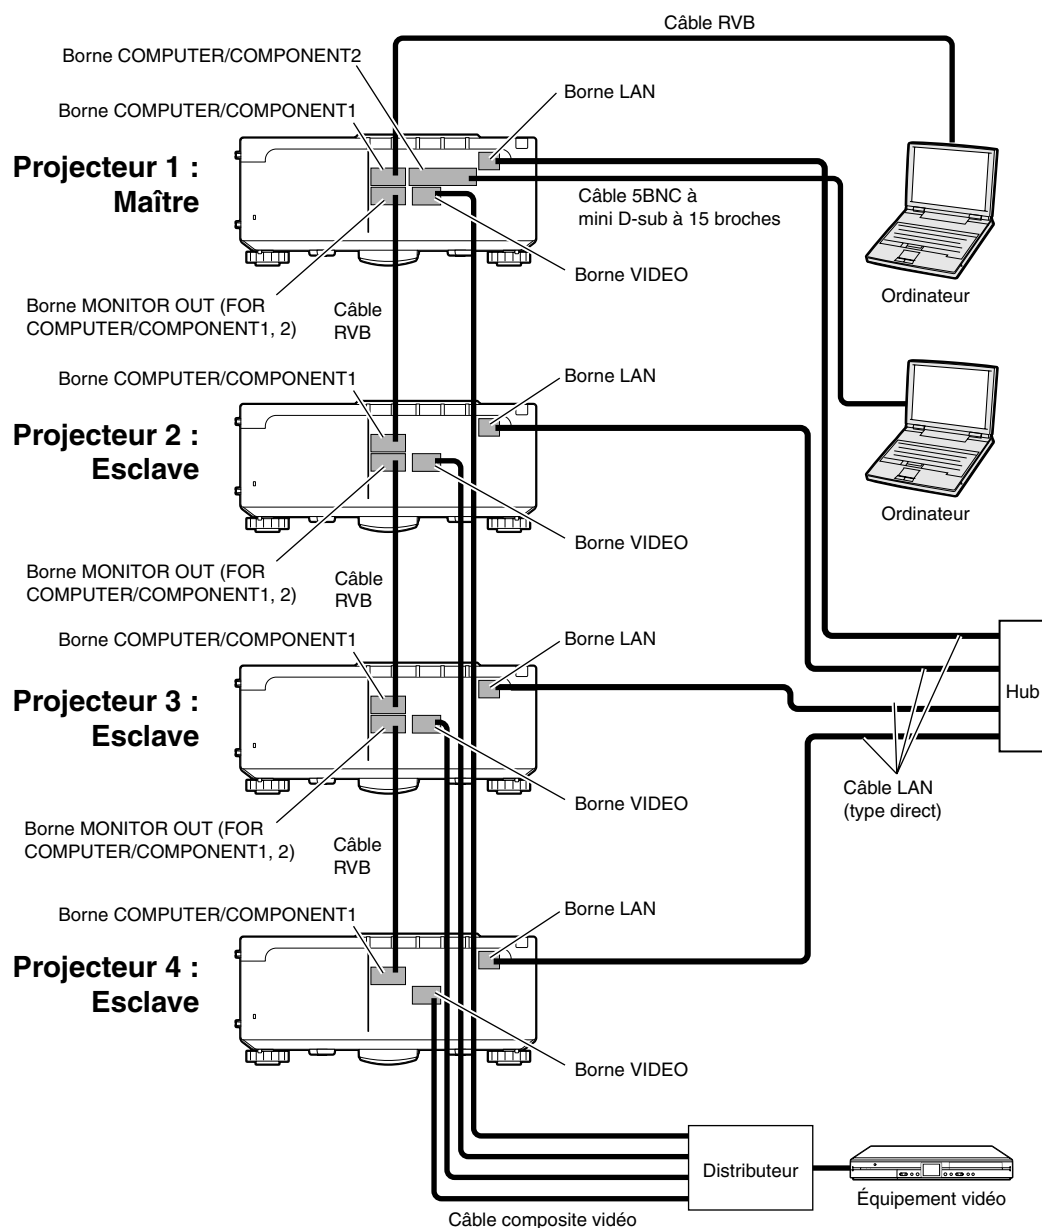 Câble RVB
Borne COMPUTER/COMPONENT2
Borne LAN
Borne COMPUTER/COMPONENT1
Projecteur 1 :
Maître
Câble 5BNC à
mini D-sub à 15 broches
Borne VIDEO
Ordinateur
Borne MONITOR OUT (FOR
COMPUTER/COMPONENT1, 2)
Câble
RVB
Borne COMPUTER/COMPONENT1
Borne LAN
Projecteur 2 :
Esclave
Ordinateur
Borne VIDEO
Borne MONITOR OUT (FOR
COMPUTER/COMPONENT1, 2)
Câble
RVB
Borne COMPUTER/COMPONENT1
Borne LAN
Projecteur 3 :
Esclave
Hub
Câble LAN
(type direct)
Borne VIDEO
Borne MONITOR OUT (FOR
COMPUTER/COMPONENT1, 2)
Câble
RVB
Borne COMPUTER/COMPONENT1
Borne LAN
Projecteur 4 :
Esclave
Borne VIDEO
Distributeur
Équipement vidéo
Câble composite vidéo